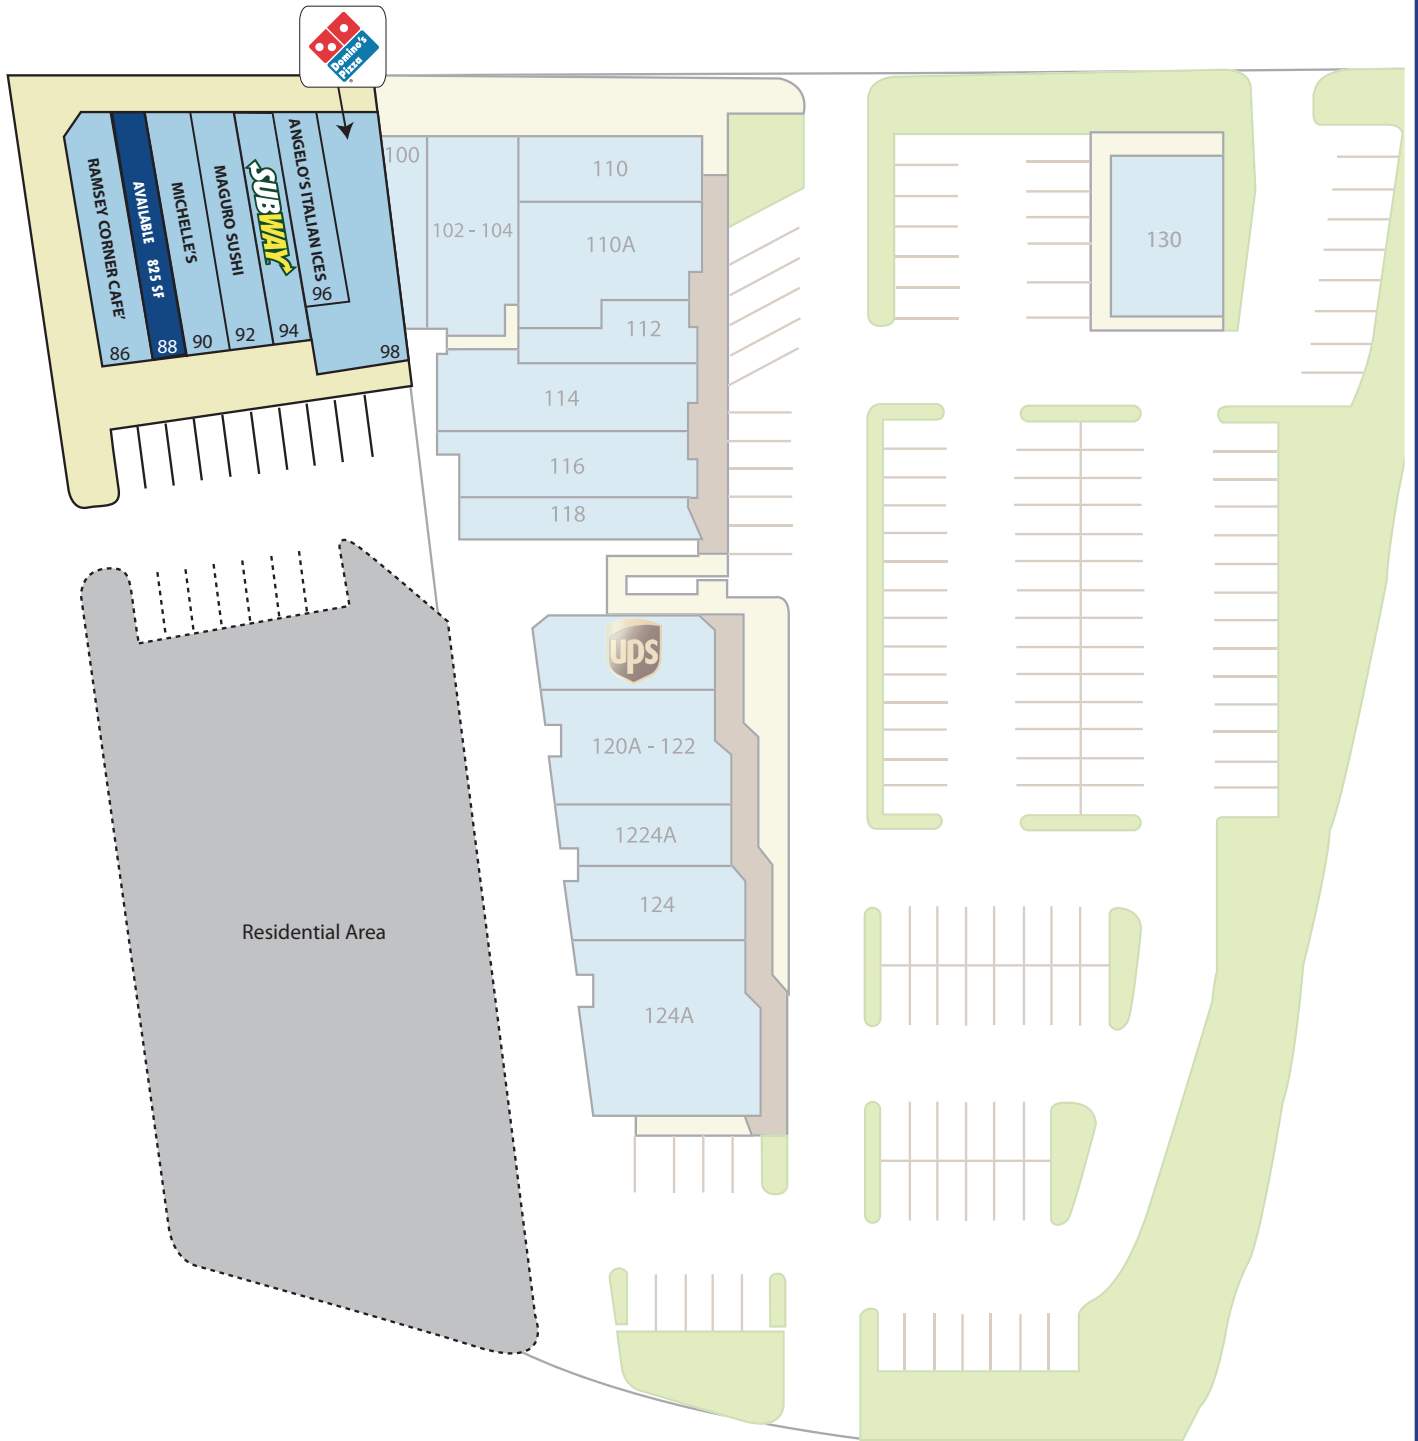 Domino's
Pizza
RAMSEY CORNER CAFE'
86
AVAILABLE 825 SF
88
MICHELLE'S
90
MAGURO SUSHI
92
SUBWAY
94
ANGELO'S ITALIAN ICES
96
98
100
102 - 104
110
110A
112
114
116
118
130
ups
120A - 122
1224A
124
124A
Residential Area